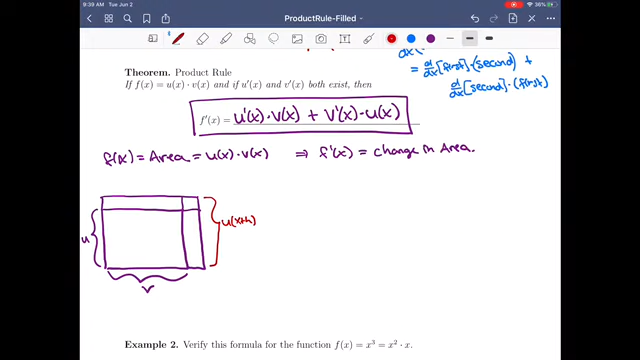 9:39 AM Tue Jun 2
36%
ProductRule-Filled
d/dx(
= d/dx[first]·(second) +
d/dx[second]·(first)
Theorem. Product Rule
If f(x) = u(x) · v(x) and if u′(x) and v′(x) both exist, then
f′(x) = u'(x)·v(x) + v'(x)·u(x)
f(x) = Area = u(x)·v(x) ⇒ f'(x) = change in Area.
u(x+h)
u
v
Example 2. Verify this formula for the function f(x) = x³ = x² · x.